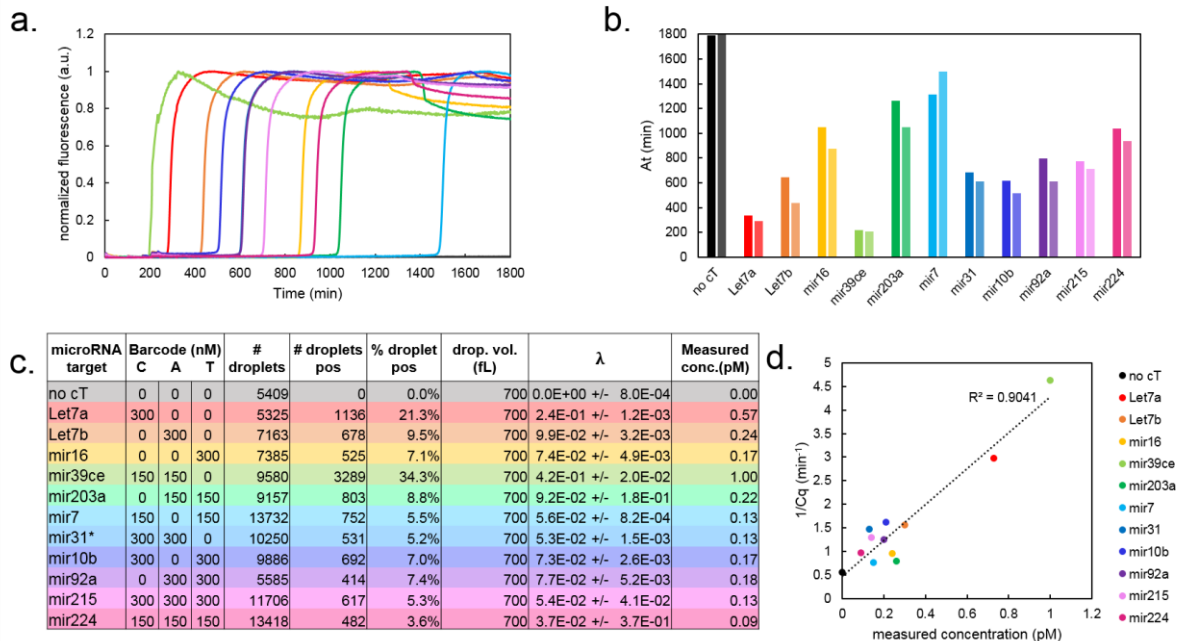 a.
normalized fluorescence (a.u.)
1.2
1
0.8
0.6
0.4
0.2
0
0 200 400 600 800 1000 1200 1400 1600 1800
Time (min)
b.
At (min)
1800
1600
1400
1200
1000
800
600
400
200
0
no cT Let7a Let7b mir16 mir39ce mir203a mir7 mir31 mir10b mir92a mir215 mir224
c.
microRNA target Barcode (nM) C A T # droplets # droplets pos % droplet pos drop. vol. (fL) λ Measured conc.(pM)
no cT 0 0 0 5409 0 0.0% 700 0.0E+00 +/- 8.0E-04 0.00
Let7a 300 0 0 5325 1136 21.3% 700 2.4E-01 +/- 1.2E-03 0.57
Let7b 0 300 0 7163 678 9.5% 700 9.9E-02 +/- 3.2E-03 0.24
mir16 0 0 300 7385 525 7.1% 700 7.4E-02 +/- 4.9E-03 0.17
mir39ce 150 150 0 9580 3289 34.3% 700 4.2E-01 +/- 2.0E-02 1.00
mir203a 0 150 150 9157 803 8.8% 700 9.2E-02 +/- 1.8E-01 0.22
mir7 150 0 150 13732 752 5.5% 700 5.6E-02 +/- 8.2E-04 0.13
mir31* 300 300 0 10250 531 5.2% 700 5.3E-02 +/- 1.5E-03 0.13
mir10b 300 0 300 9886 692 7.0% 700 7.3E-02 +/- 2.6E-03 0.17
mir92a 0 300 300 5585 414 7.4% 700 7.7E-02 +/- 5.2E-03 0.18
mir215 300 300 300 11706 617 5.3% 700 5.4E-02 +/- 4.1E-02 0.13
mir224 150 150 150 13418 482 3.6% 700 3.7E-02 +/- 3.7E-01 0.09
d.
1/Cq (min⁻¹)
5
4.5
4
3.5
3
2.5
2
1.5
1
0.5
0
R² = 0.9041
0 0.2 0.4 0.6 0.8 1 1.2
measured concentration (pM)
no cT
Let7a
Let7b
mir16
mir39ce
mir203a
mir7
mir31
mir10b
mir92a
mir215
mir224